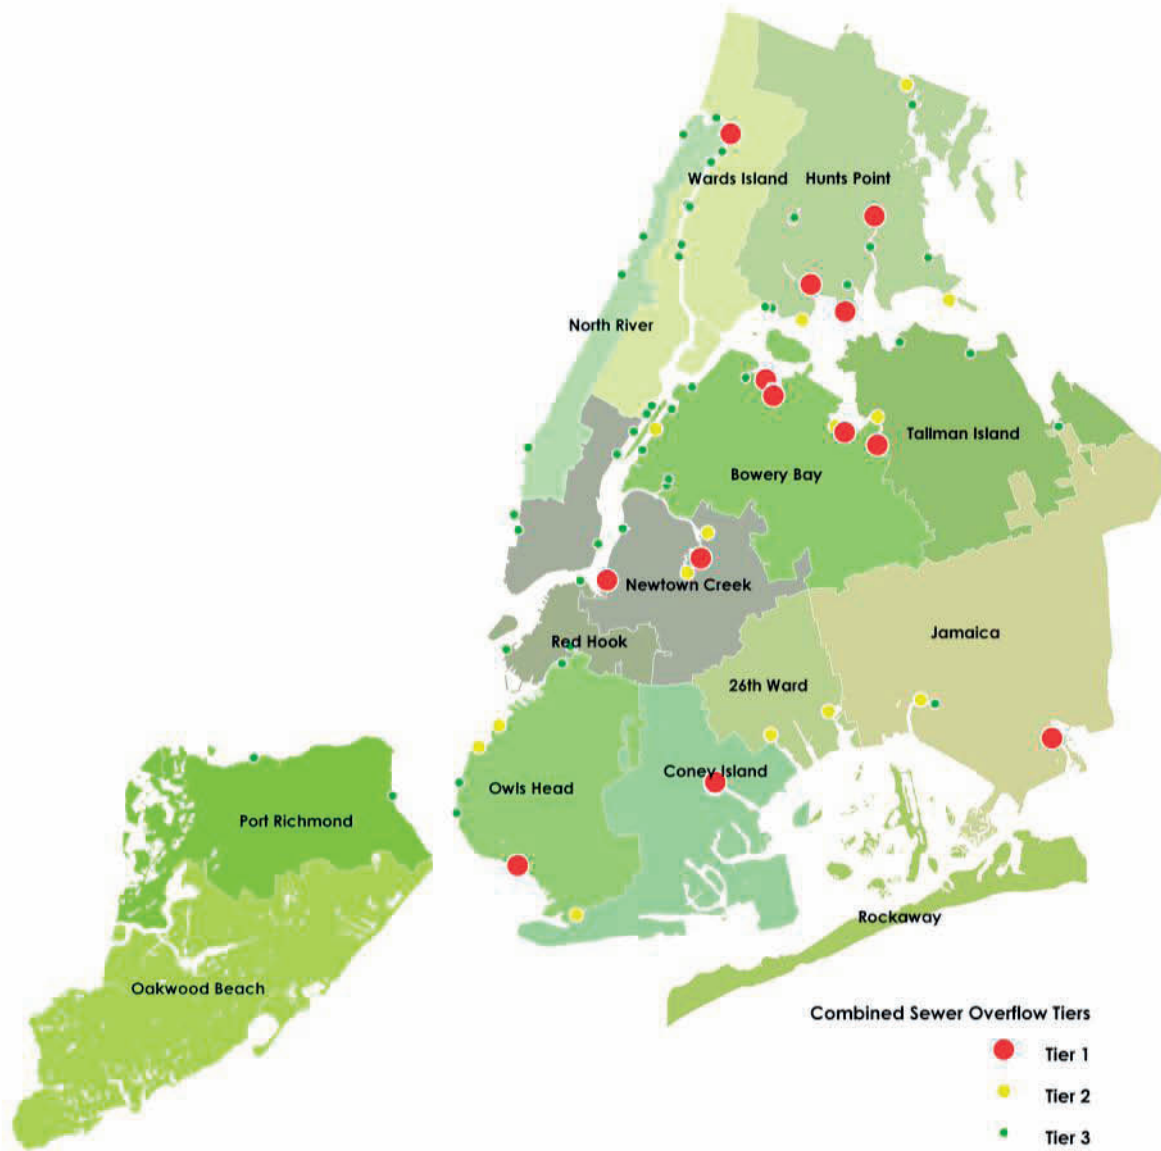 Wards Island
Hunts Point
North River
Tallman Island
Bowery Bay
Newtown Creek
Jamaica
Red Hook
26th Ward
Coney Island
Owls Head
Port Richmond
Rockaway
Oakwood Beach
Combined Sewer Overflow Tiers
Tier 1
Tier 2
Tier 3